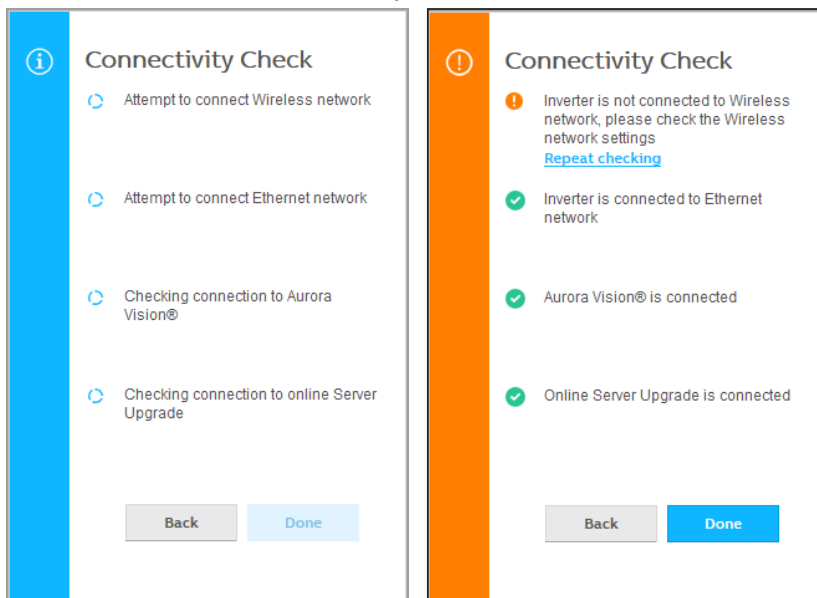 Connectivity Check
Attempt to connect Wireless network
Attempt to connect Ethernet network
Checking connection to Aurora
Vision®
Checking connection to online Server
Upgrade
Back
Done
Connectivity Check
Inverter is not connected to Wireless
network, please check the Wireless
network settings
Repeat checking
Inverter is connected to Ethernet
network
Aurora Vision® is connected
Online Server Upgrade is connected
Back
Done